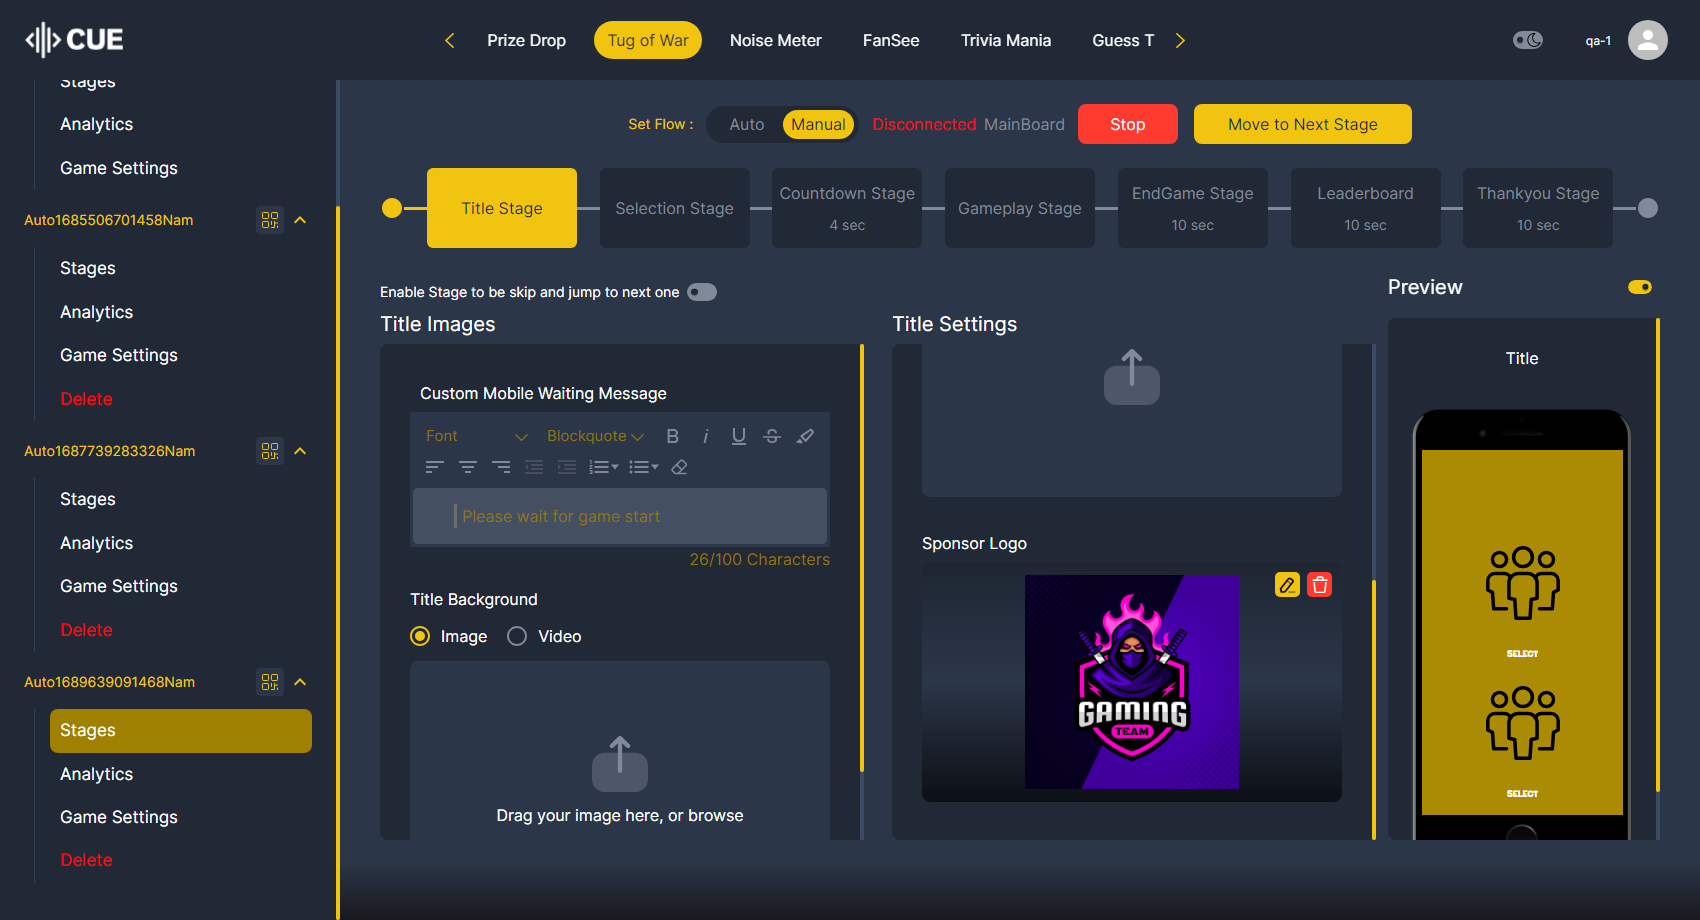 CUE
Prize Drop
Tug of War
Noise Meter
FanSee
Trivia Mania
Guess T
qa-1
Stages
Analytics
Game Settings
Auto1685506701458Nam
Stages
Analytics
Game Settings
Delete
Auto1687739283326Nam
Stages
Analytics
Game Settings
Delete
Auto1689639091468Nam
Stages
Analytics
Game Settings
Delete
Set Flow :
Auto
Manual
Disconnected MainBoard
Stop
Move to Next Stage
Title Stage
Selection Stage
Countdown Stage
4 sec
Gameplay Stage
EndGame Stage
10 sec
Leaderboard
10 sec
Thankyou Stage
10 sec
Enable Stage to be skip and jump to next one
Title Images
Custom Mobile Waiting Message
Font
Blockquote
B
i
U
S
Please wait for game start
26/100 Characters
Title Background
Image
Video
Drag your image here, or browse
Title Settings
Sponsor Logo
GAMING
TEAM
Preview
Title
SELECT
SELECT